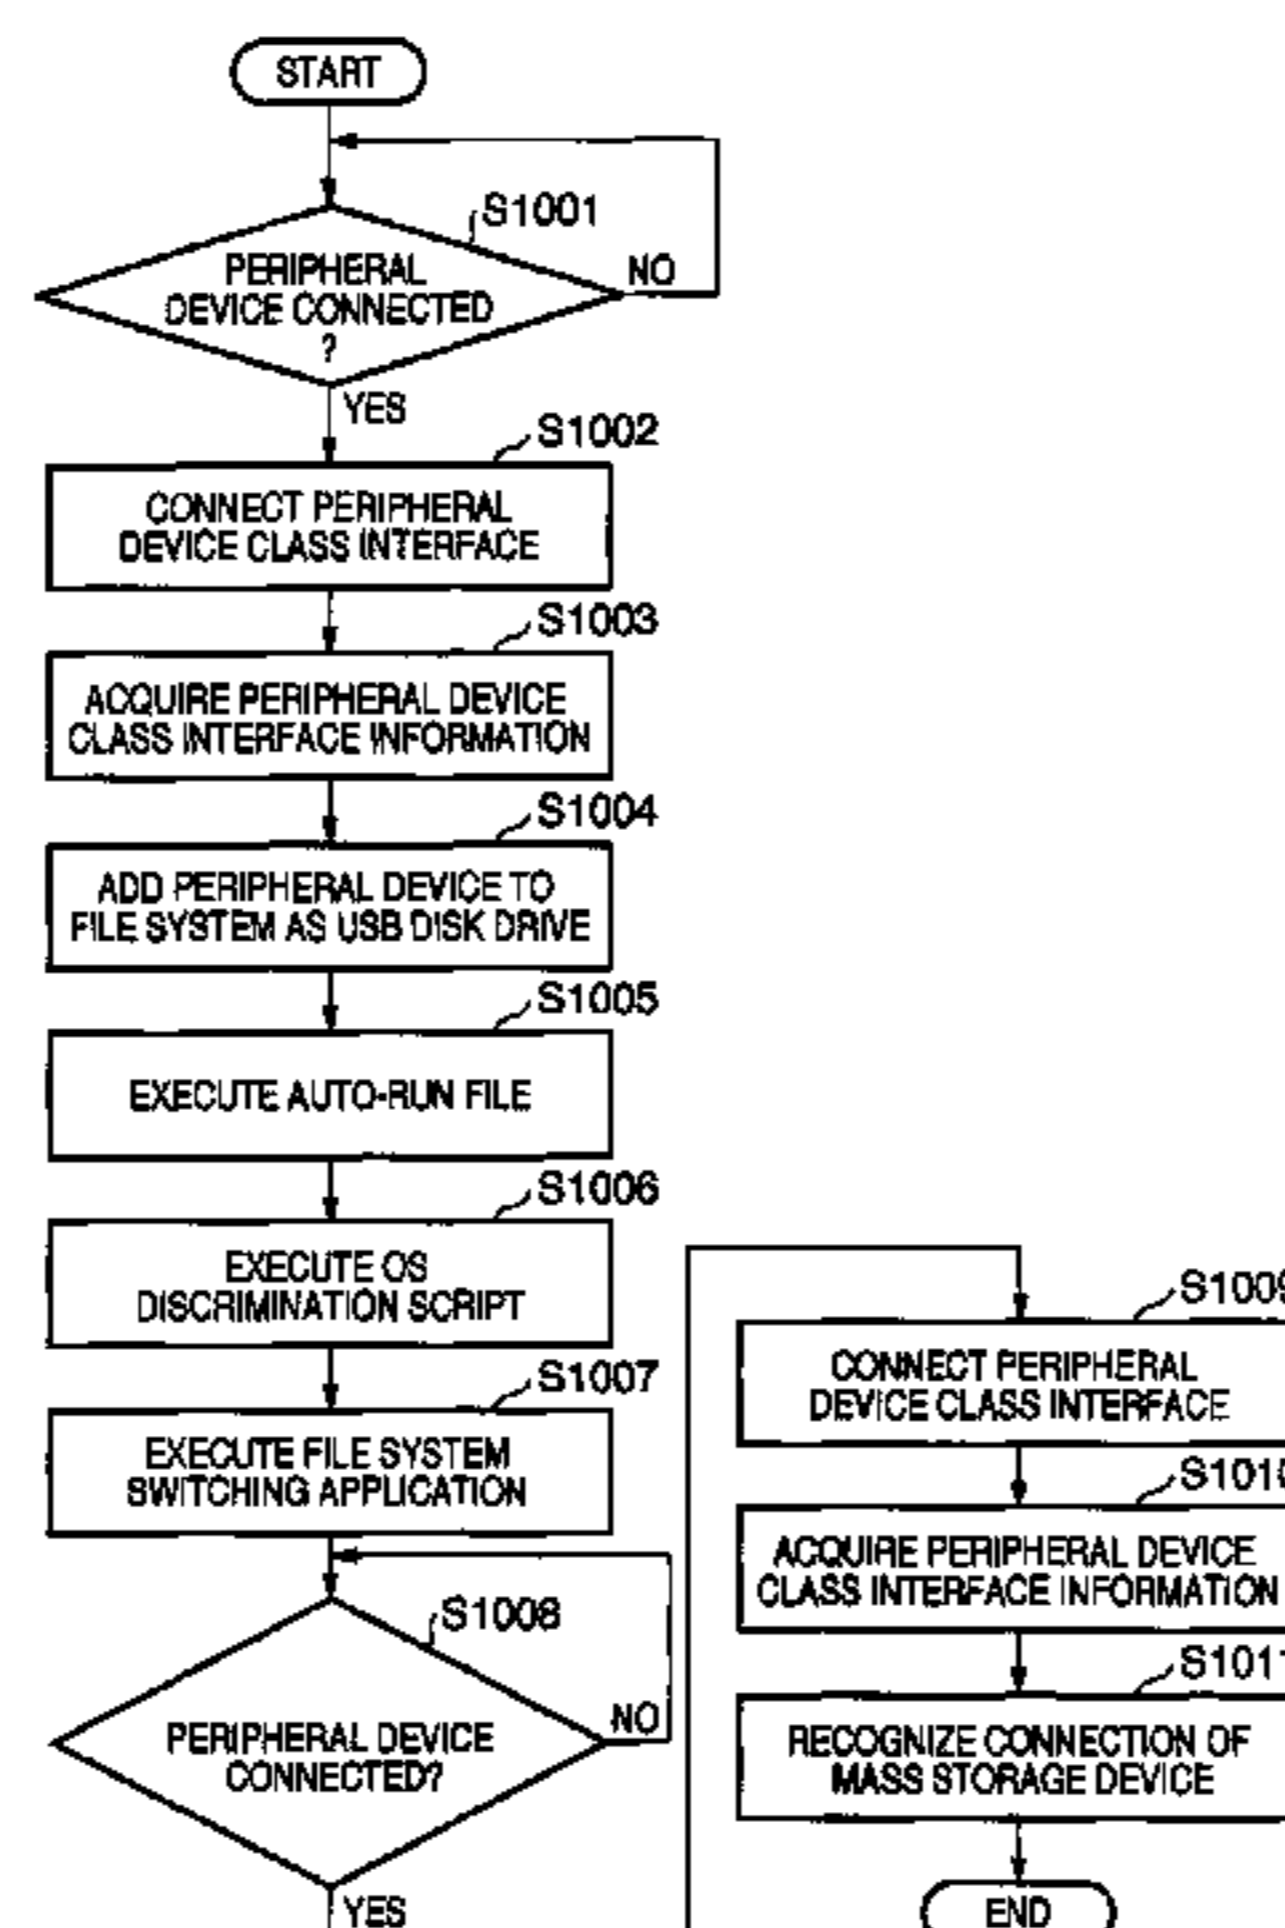 START
S1001
PERIPHERAL
DEVICE CONNECTED
?
NO
YES
S1002
CONNECT PERIPHERAL
DEVICE CLASS INTERFACE
S1003
ACQUIRE PERIPHERAL DEVICE
CLASS INTERFACE INFORMATION
S1004
ADD PERIPHERAL DEVICE TO
FILE SYSTEM AS USB DISK DRIVE
S1005
EXECUTE AUTO-RUN FILE
S1006
EXECUTE OS
DISCRIMINATION SCRIPT
S1007
EXECUTE FILE SYSTEM
SWITCHING APPLICATION
S1008
PERIPHERAL DEVICE
CONNECTED?
NO
YES
S1009
CONNECT PERIPHERAL
DEVICE CLASS INTERFACE
S1010
ACQUIRE PERIPHERAL DEVICE
CLASS INTERFACE INFORMATION
S1011
RECOGNIZE CONNECTION OF
MASS STORAGE DEVICE
END